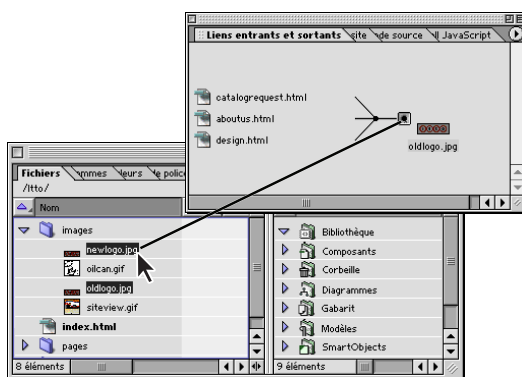 Liens entrants et sortants site de source JavaScript
catalogrequest.html
aboutus.html
design.html
oldlogo.jpg
Fichiers
/Itto/
Nom
images
newlogo.jpg
oilcan.gif
oldlogo.jpg
siteview.gif
index.html
pages
8 éléments
Bibliothèque
Composants
Corbeille
Diagrammes
Gabarit
Modèles
SmartObjects
9 éléments